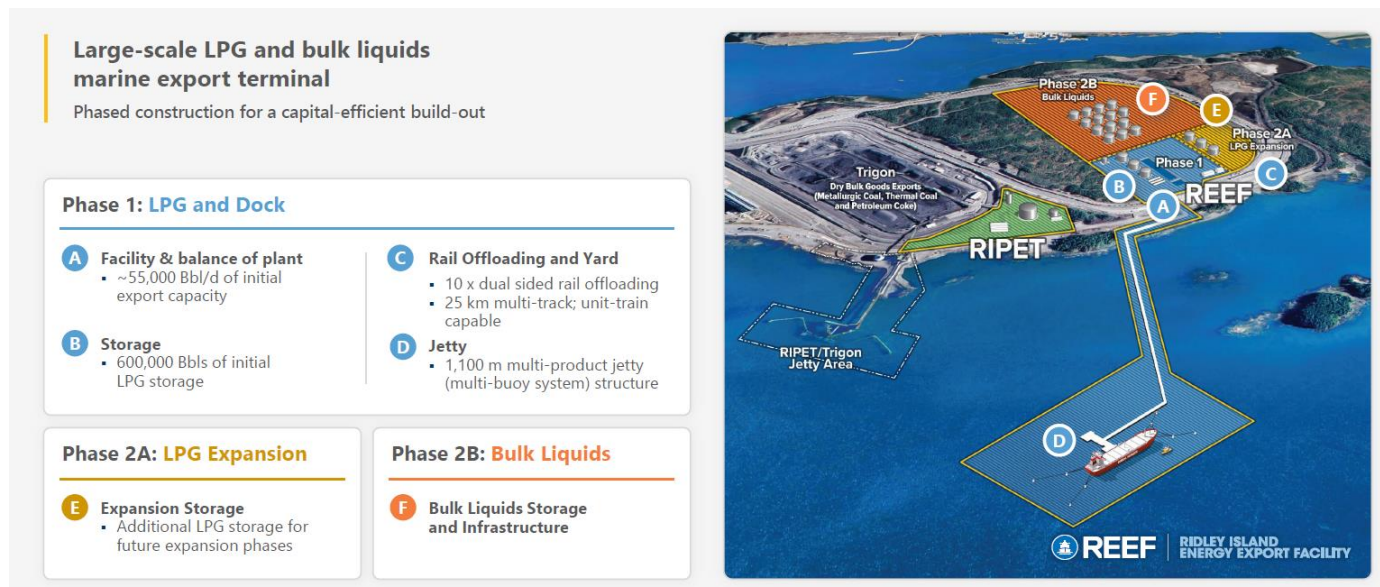 Large-scale LPG and bulk liquids
marine export terminal
Phased construction for a capital-efficient build-out
Phase 1: LPG and Dock
A Facility & balance of plant
▪ ~55,000 Bbl/d of initial
export capacity
B Storage
▪ 600,000 Bbls of initial
LPG storage
C Rail Offloading and Yard
▪ 10 x dual sided rail offloading
▪ 25 km multi-track; unit-train
capable
D Jetty
▪ 1,100 m multi-product jetty
(multi-buoy system) structure
Phase 2A: LPG Expansion
E Expansion Storage
▪ Additional LPG storage for
future expansion phases
Phase 2B: Bulk Liquids
F Bulk Liquids Storage
and Infrastructure
Phase 2B
Bulk Liquids
F
E
Phase 2A
LPG Expansion
Phase 1
B
C
A
REEF
Trigon
Dry Bulk Goods Exports
(Metallurgic Coal, Thermal Coal
and Petroleum Coke)
RIPET
RIPET/Trigon
Jetty Area
D
REEF
RIDLEY ISLAND
ENERGY EXPORT FACILITY